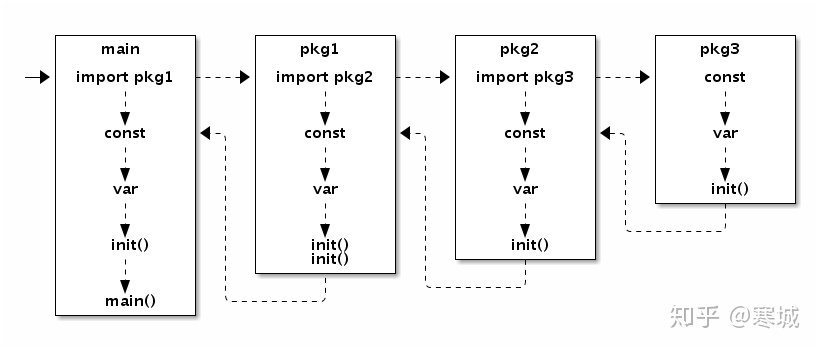 main
import pkg1
const
var
init()
main()
pkg1
import pkg2
const
var
init()
init()
pkg2
import pkg3
const
var
init()
pkg3
const
var
init()
知乎 @寒城